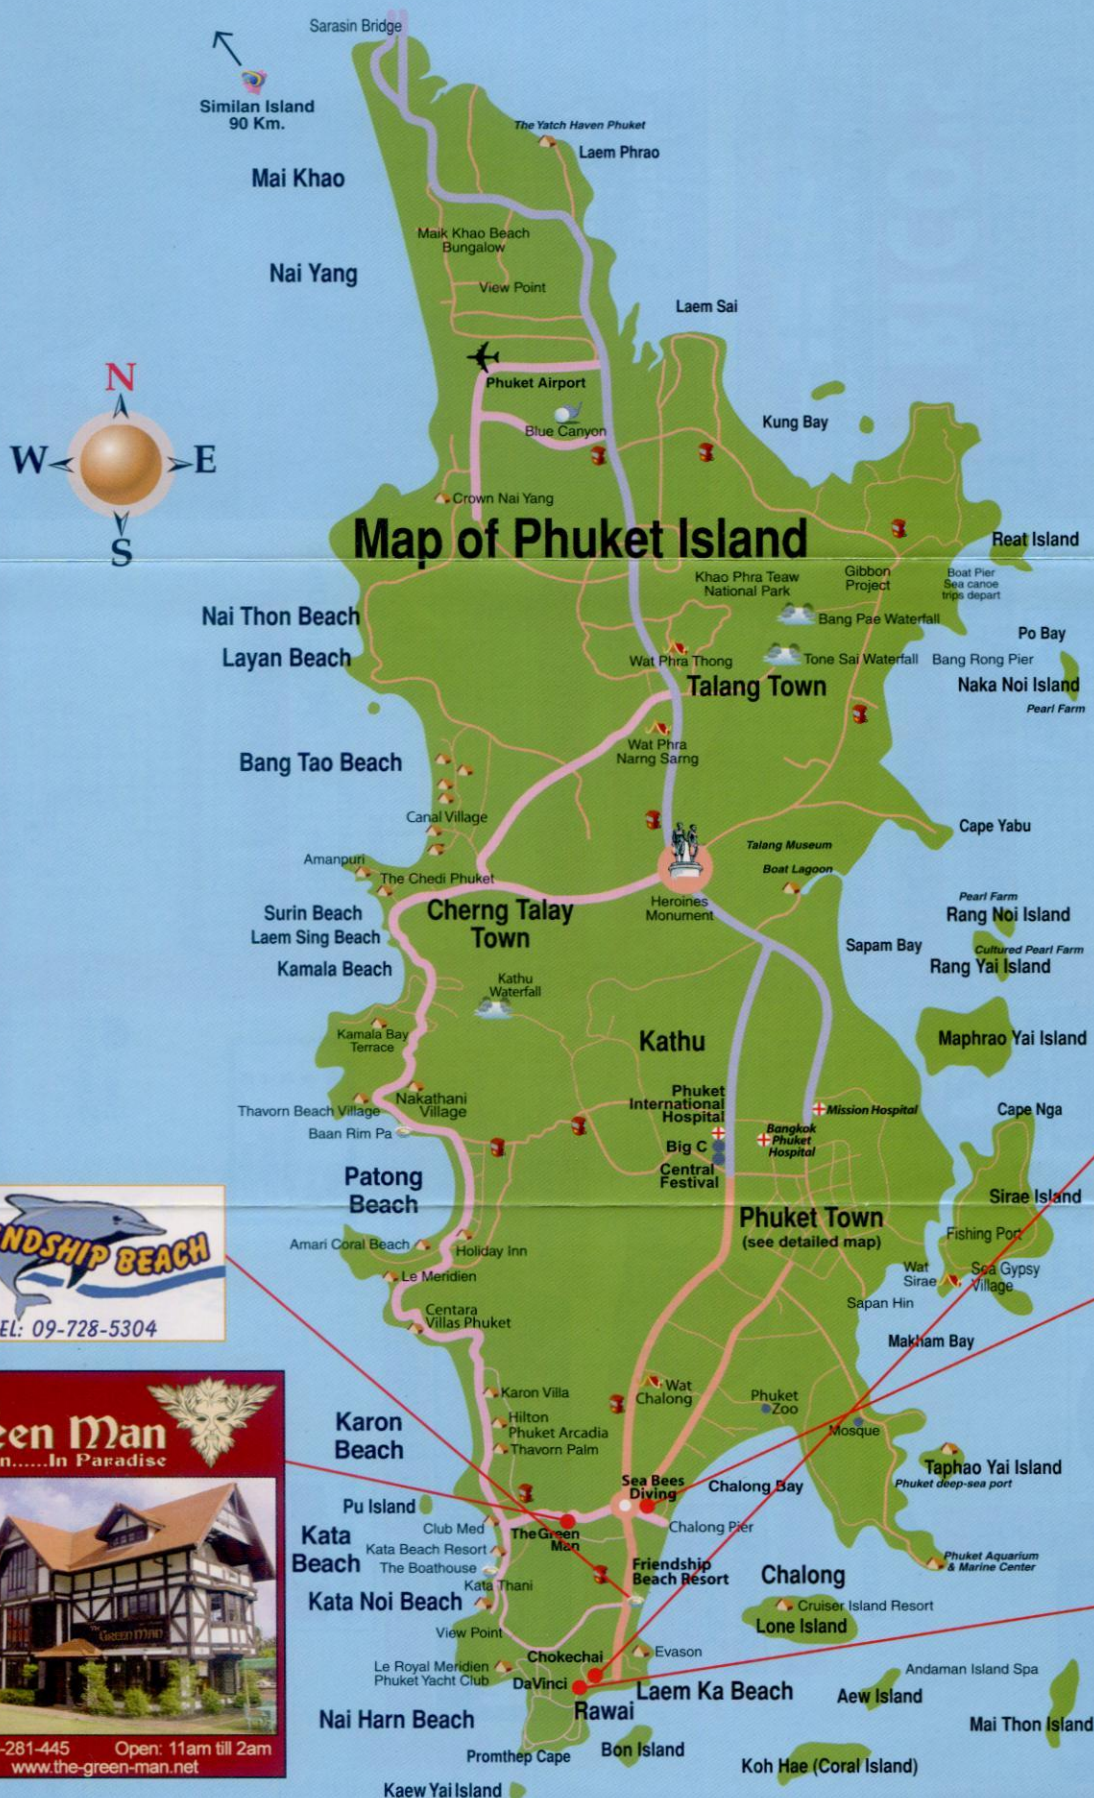 Sarasin Bridge
Similan Island
90 Km.
The Yatch Haven Phuket
Laem Phrao
Mai Khao
Maik Khao Beach
Bungalow
Nai Yang
View Point
Laem Sai
N
W
E
S
Phuket Airport
Blue Canyon
Kung Bay
Crown Nai Yang
Map of Phuket Island
Reat Island
Khao Phra Teaw
National Park
Gibbon
Project
Boat Pier
Sea canoe
trips depart
Nai Thon Beach
Bang Pae Waterfall
Po Bay
Layan Beach
Wat Phra Thong
Tone Sai Waterfall
Bang Rong Pier
Talang Town
Naka Noi Island
Pearl Farm
Wat Phra
Narng Sarng
Bang Tao Beach
Canal Village
Cape Yabu
Talang Museum
Amanpuri
Boat Lagoon
The Chedi Phuket
Heroines
Monument
Pearl Farm
Rang Noi Island
Surin Beach
Cherng Talay
Town
Laem Sing Beach
Sapam Bay
Cultured Pearl Farm
Rang Yai Island
Kamala Beach
Kathu
Waterfall
Kamala Bay
Terrace
Kathu
Maphrao Yai Island
Phuket
International
Hospital
Nakathani
Village
Thavorn Beach Village
Mission Hospital
Cape Nga
Baan Rim Pa
Bangkok
Phuket
Hospital
Big C
Central
Festival
Patong
Beach
Sirae Island
Phuket Town
(see detailed map)
Fishing Port
NDSHIP BEACH
EL: 09-728-5304
Amari Coral Beach
Holiday Inn
Le Meridien
Wat
Sirae
Sea Gypsy
Village
Centara
Villas Phuket
Sapan Hin
Makham Bay
Karon Villa
Wat
Chalong
Phuket
Zoo
Karon
Beach
Hilton
Phuket Arcadia
Thavorn Palm
Mosque
een Man
n......In Paradise
Taphao Yai Island
Phuket deep-sea port
Sea Bees
Diving
Chalong Bay
Pu Island
Club Med
The Green
Man
Chalong Pier
Kata
Beach
Kata Beach Resort
The Boathouse
Friendship
Beach Resort
Phuket Aquarium
& Marine Center
Chalong
Kata Thani
Kata Noi Beach
Cruiser Island Resort
Lone Island
View Point
The
GREEN MAN
Chokechai
Evason
Le Royal Meridien
Phuket Yacht Club
DaVinci
Andaman Island Spa
Laem Ka Beach
Aew Island
Rawai
Nai Harn Beach
Mai Thon Island
-281-445
Open: 11am till 2am
www.the-green-man.net
Promthep Cape
Bon Island
Koh Hae (Coral Island)
Kaew Yai Island